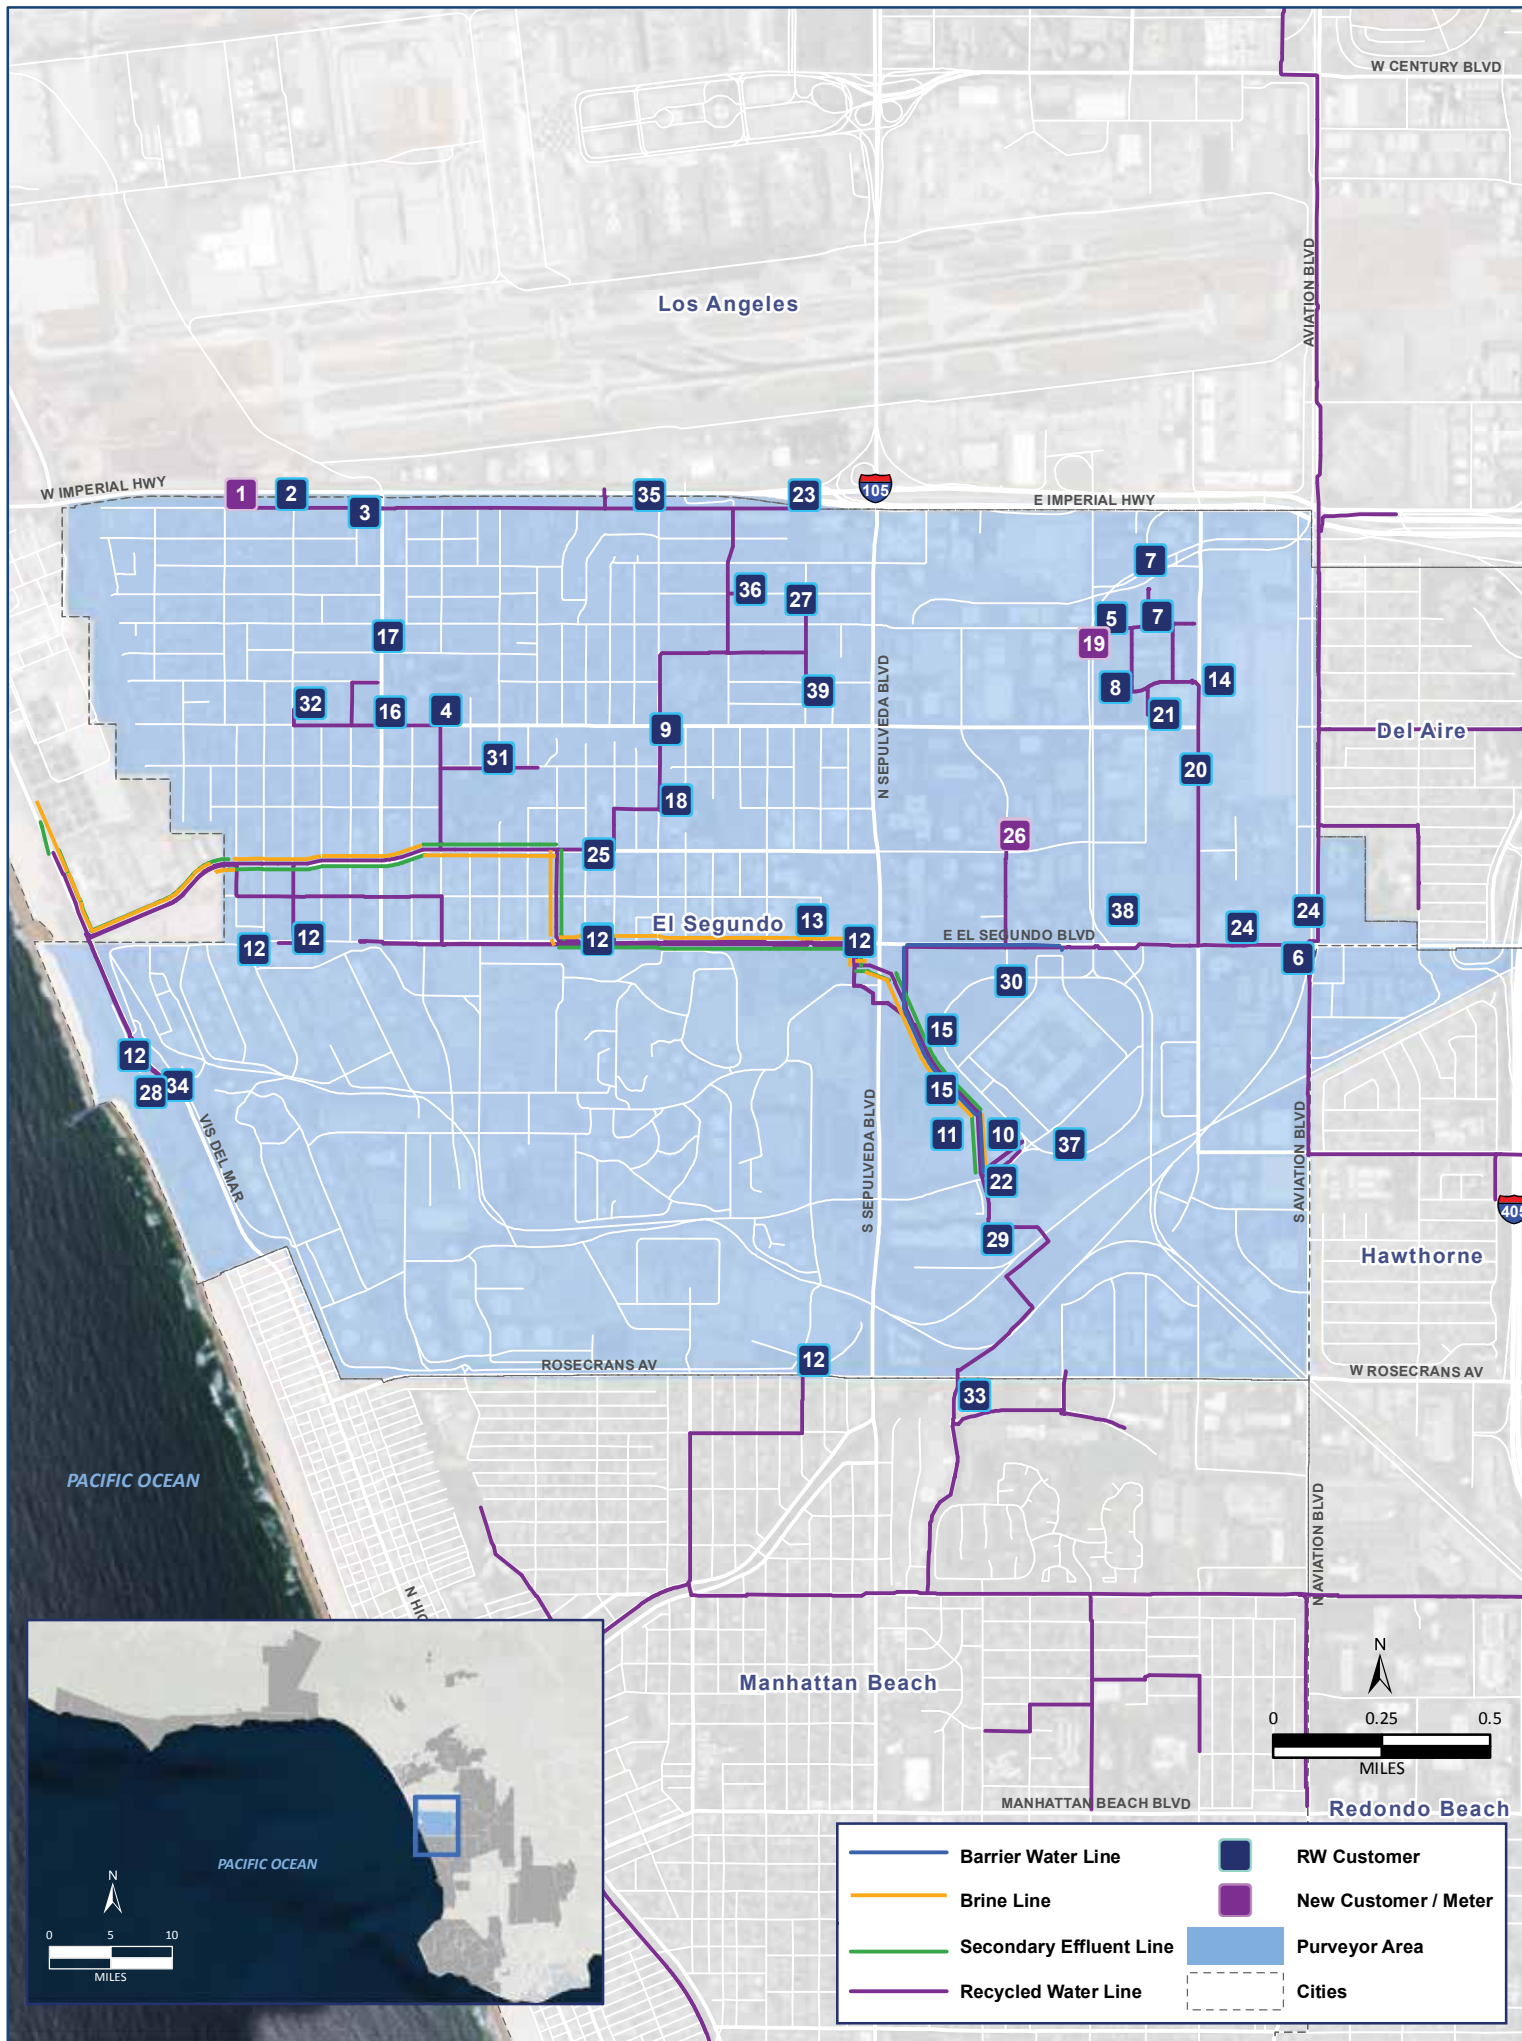 W CENTURY BLVD
AVIATION BLVD
Los Angeles
W IMPERIAL HWY
1
2
3
35
23
105
E IMPERIAL HWY
7
36
27
5
7
17
19
N SEPULVEDA BLVD
39
8
14
32
16
4
21
9
Del Aire
31
20
18
26
25
El Segundo
13
38
24
24
12
12
12
12
E EL SEGUNDO BLVD
6
30
15
12
28
34
15
VIS DEL MAR
S SEPULVEDA BLVD
11
10
37
S AVIATION BLVD
22
405
29
Hawthorne
12
ROSECRANS AV
W ROSECRANS AV
33
PACIFIC OCEAN
N AVIATION BLVD
N HIG
Manhattan Beach
N
0 0.25 0.5
MILES
MANHATTAN BEACH BLVD
Redondo Beach
PACIFIC OCEAN
N
0 5 10
MILES
Barrier Water Line
Brine Line
Secondary Effluent Line
Recycled Water Line
RW Customer
New Customer / Meter
Purveyor Area
Cities